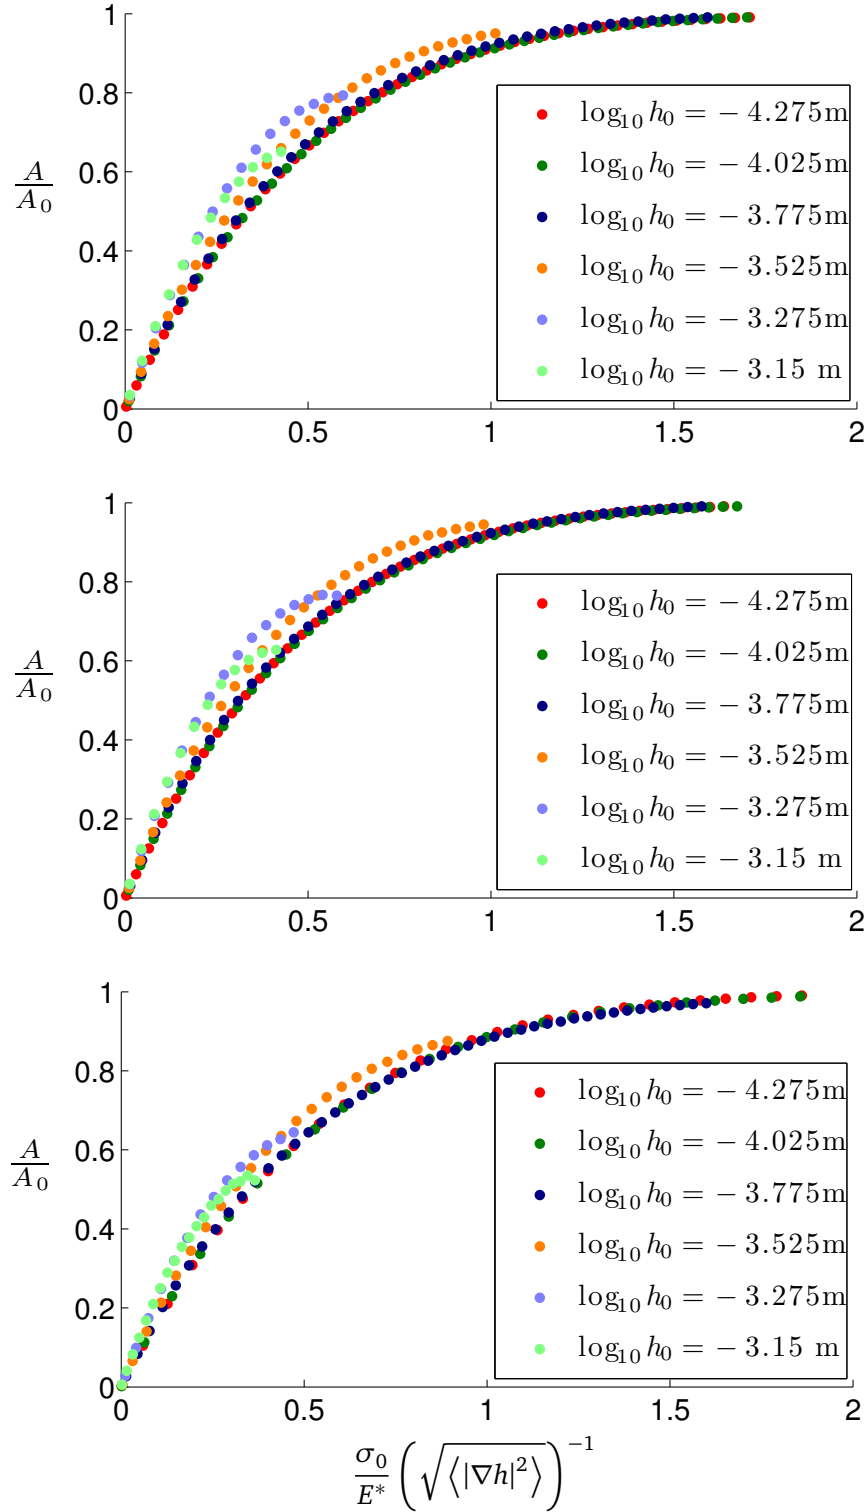 1
0.8
0.6
A/A₀
0.4
0.2
0
0 0.5 1 1.5 2
log₁₀ h₀ = − 4.275m
log₁₀ h₀ = − 4.025m
log₁₀ h₀ = − 3.775m
log₁₀ h₀ = − 3.525m
log₁₀ h₀ = − 3.275m
log₁₀ h₀ = − 3.15 m
1
0.8
0.6
A/A₀
0.4
0.2
0
0 0.5 1 1.5 2
log₁₀ h₀ = − 4.275m
log₁₀ h₀ = − 4.025m
log₁₀ h₀ = − 3.775m
log₁₀ h₀ = − 3.525m
log₁₀ h₀ = − 3.275m
log₁₀ h₀ = − 3.15 m
1
0.8
0.6
A/A₀
0.4
0.2
0
0 0.5 1 1.5 2
log₁₀ h₀ = − 4.275m
log₁₀ h₀ = − 4.025m
log₁₀ h₀ = − 3.775m
log₁₀ h₀ = − 3.525m
log₁₀ h₀ = − 3.275m
log₁₀ h₀ = − 3.15 m
σ₀/E* (√⟨|∇h|²⟩)⁻¹